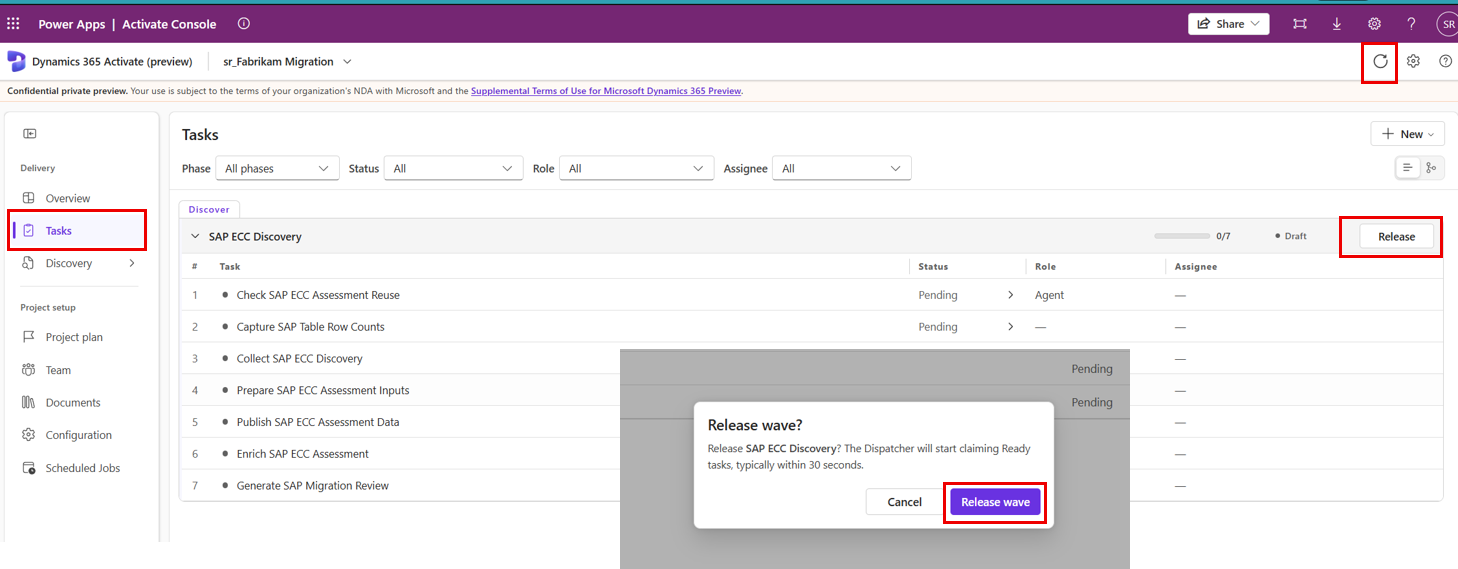 Power Apps | Activate Console
Share
SR
Dynamics 365 Activate (preview)
sr_Fabrikam Migration
Confidential private preview. Your use is subject to the terms of your organization's NDA with Microsoft and the Supplemental Terms of Use for Microsoft Dynamics 365 Preview.
Delivery
Overview
Tasks
Discovery
Project setup
Project plan
Team
Documents
Configuration
Scheduled Jobs
Tasks
New
Phase All phases Status All Role All Assignee All
Discover
SAP ECC Discovery 0/7 Draft Release
# Task Status Role Assignee
1 Check SAP ECC Assessment Reuse Pending Agent —
2 Capture SAP Table Row Counts Pending — —
3 Collect SAP ECC Discovery —
4 Prepare SAP ECC Assessment Inputs —
5 Publish SAP ECC Assessment Data —
6 Enrich SAP ECC Assessment —
7 Generate SAP Migration Review —
Pending
Pending
Release wave?
Release SAP ECC Discovery? The Dispatcher will start claiming Ready
tasks, typically within 30 seconds.
Cancel Release wave